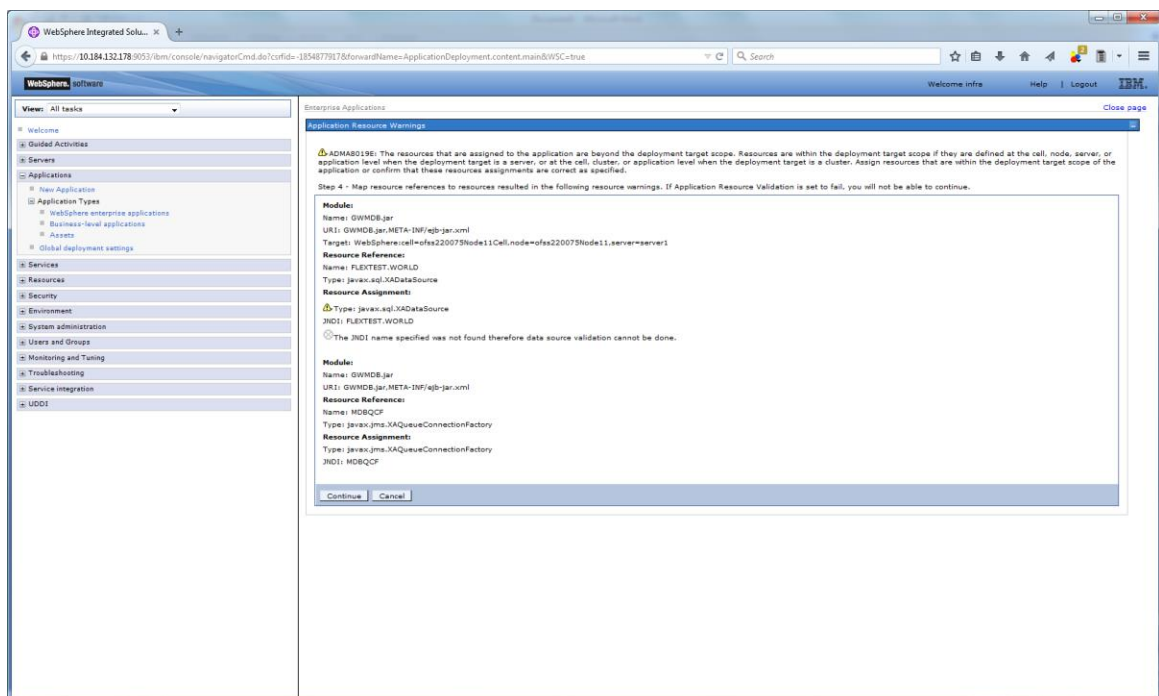 WebSphere Integrated Solu... × +
https://10.184.132.178:9053/ibm/console/navigatorCmd.do?csrfid=-1854877917&forwardName=ApplicationDeployment.content.main&WSC=true
Search
WebSphere. software
Welcome infra
Help | Logout
IBM.
View: All tasks
Enterprise Applications
Close page
Welcome
Guided Activities
Servers
Applications
New Application
Application Types
WebSphere enterprise applications
Business-level applications
Assets
Global deployment settings
Services
Resources
Security
Environment
System administration
Users and Groups
Monitoring and Tuning
Troubleshooting
Service integration
UDDI
Application Resource Warnings
ADMA8019E: The resources that are assigned to the application are beyond the deployment target scope. Resources are within the deployment target scope if they are defined at the cell, node, server, or
application level when the deployment target is a server, or at the cell, cluster, or application level when the deployment target is a cluster. Assign resources that are within the deployment target scope of the
application or confirm that these resources assignments are correct as specified.
Step 4 - Map resource references to resources resulted in the following resource warnings. If Application Resource Validation is set to fail, you will not be able to continue.
Module:
Name: GWMDB.jar
URI: GWMDB.jar,META-INF/ejb-jar.xml
Target: WebSphere:cell=ofss220075Node11Cell,node=ofss220075Node11,server=server1
Resource Reference:
Name: FLEXTEST.WORLD
Type: javax.sql.XADataSource
Resource Assignment:
Type: javax.sql.XADataSource
JNDI: FLEXTEST.WORLD
The JNDI name specified was not found therefore data source validation cannot be done.
Module:
Name: GWMDB.jar
URI: GWMDB.jar,META-INF/ejb-jar.xml
Resource Reference:
Name: MDBQCF
Type: javax.jms.XAQueueConnectionFactory
Resource Assignment:
Type: javax.jms.XAQueueConnectionFactory
JNDI: MDBQCF
Continue Cancel